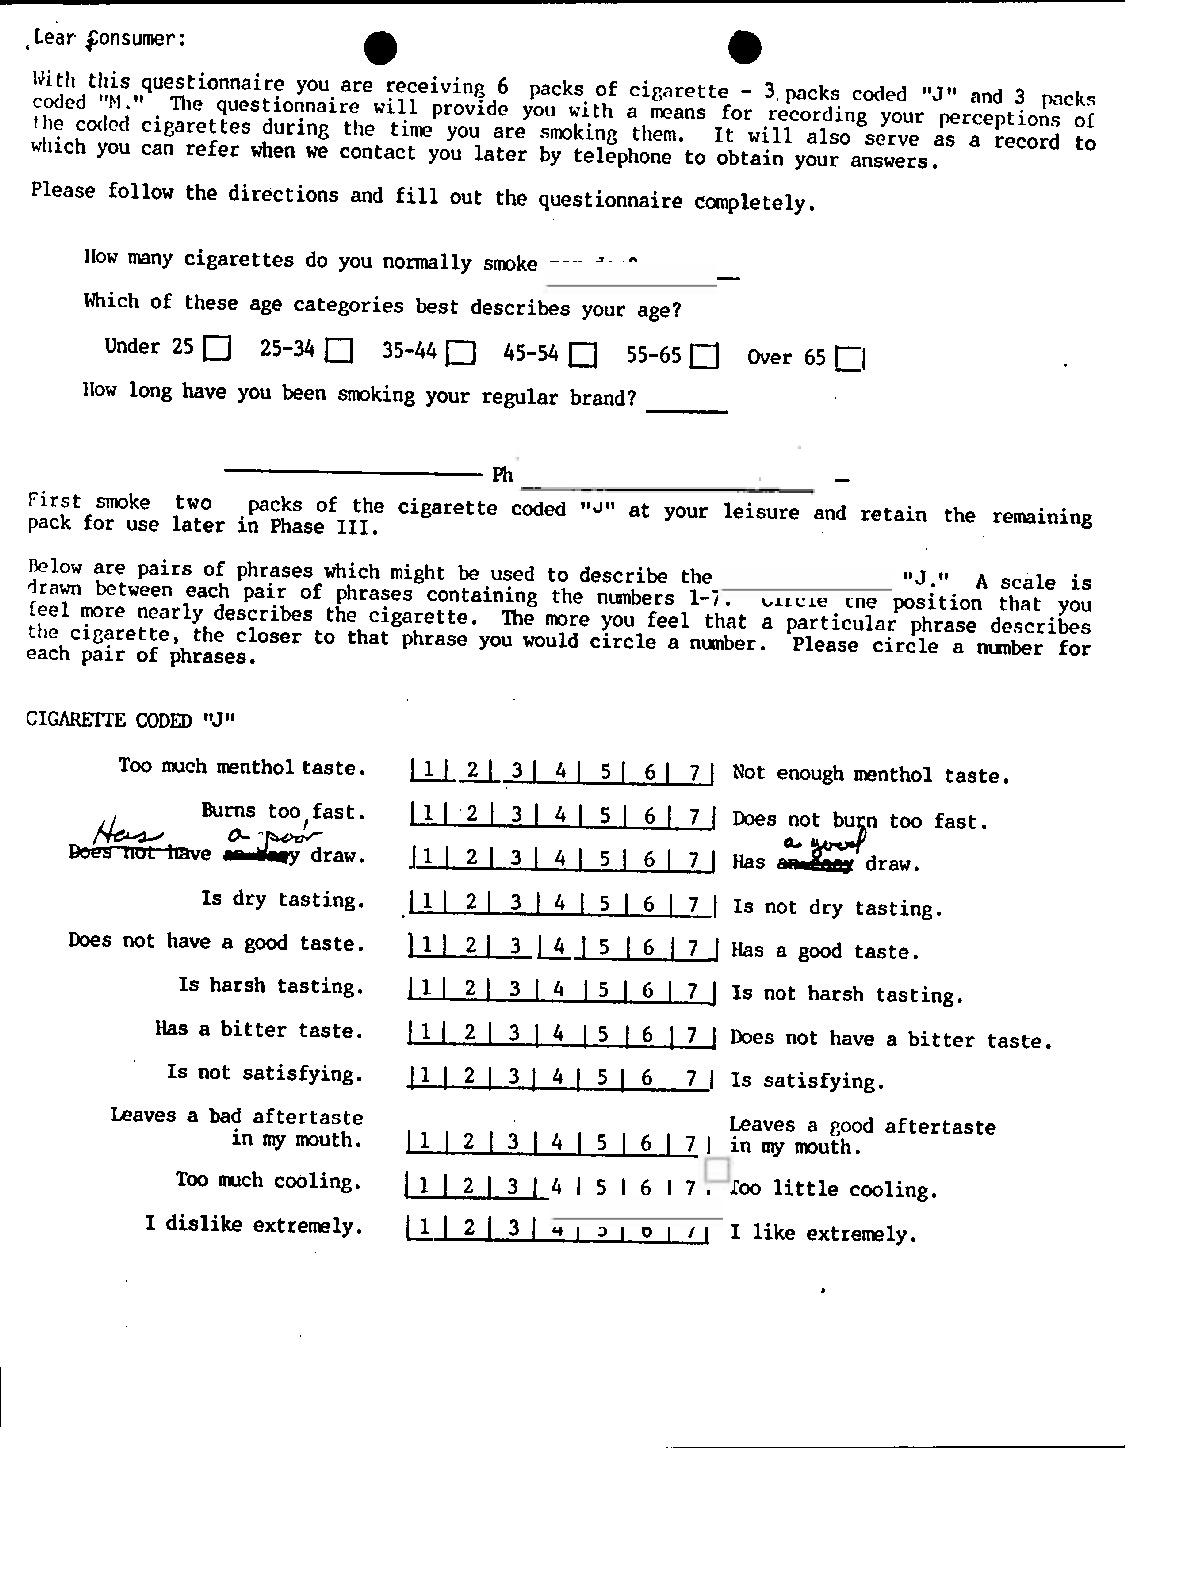 Dear Consumer:
With this questionnaire you are receiving 6 packs of cigarette - 3 packs coded "J" and 3 packs
coded "M." The questionnaire will provide you with a means for recording your perceptions of
the coded cigarettes during the time you are smoking them. It will also serve as a record to
which you can refer when we contact you later by telephone to obtain your answers.
Please follow the directions and fill out the questionnaire completely.
How many cigarettes do you normally smoke
Which of these age categories best describes your age?
Under 25 25-34 35-44 45-54 55-65 Over 65
How long have you been smoking your regular brand?
Ph
First smoke two packs of the cigarette coded "J" at your leisure and retain the remaining
pack for use later in Phase III.
Below are pairs of phrases which might be used to describe the "J." A scale is
drawn between each pair of phrases containing the numbers 1-7. Circle the position that you
feel more nearly describes the cigarette. The more you feel that a particular phrase describes
the cigarette, the closer to that phrase you would circle a number. Please circle a number for
each pair of phrases.
CIGARETTE CODED "J"
Too much menthol taste. |1| 2| 3| 4| 5| 6| 7| Not enough menthol taste.
Burns too fast. |1| 2| 3| 4| 5| 6| 7| Does not burn too fast.
Has a poor a good
Does not have draw. |1| 2| 3| 4| 5| 6| 7| Has draw.
Is dry tasting. |1| 2| 3| 4| 5| 6| 7| Is not dry tasting.
Does not have a good taste. |1| 2| 3| 4| 5| 6| 7| Has a good taste.
Is harsh tasting. |1| 2| 3| 4| 5| 6| 7| Is not harsh tasting.
Has a bitter taste. |1| 2| 3| 4| 5| 6| 7| Does not have a bitter taste.
Is not satisfying. |1| 2| 3| 4| 5| 6 7| Is satisfying.
Leaves a bad aftertaste Leaves a good aftertaste
in my mouth. |1| 2| 3| 4| 5| 6| 7| in my mouth.
Too much cooling. |1| 2| 3| 4| 5| 6| 7. Too little cooling.
I dislike extremely. |1| 2| 3| 4| 5| 6| 7| I like extremely.